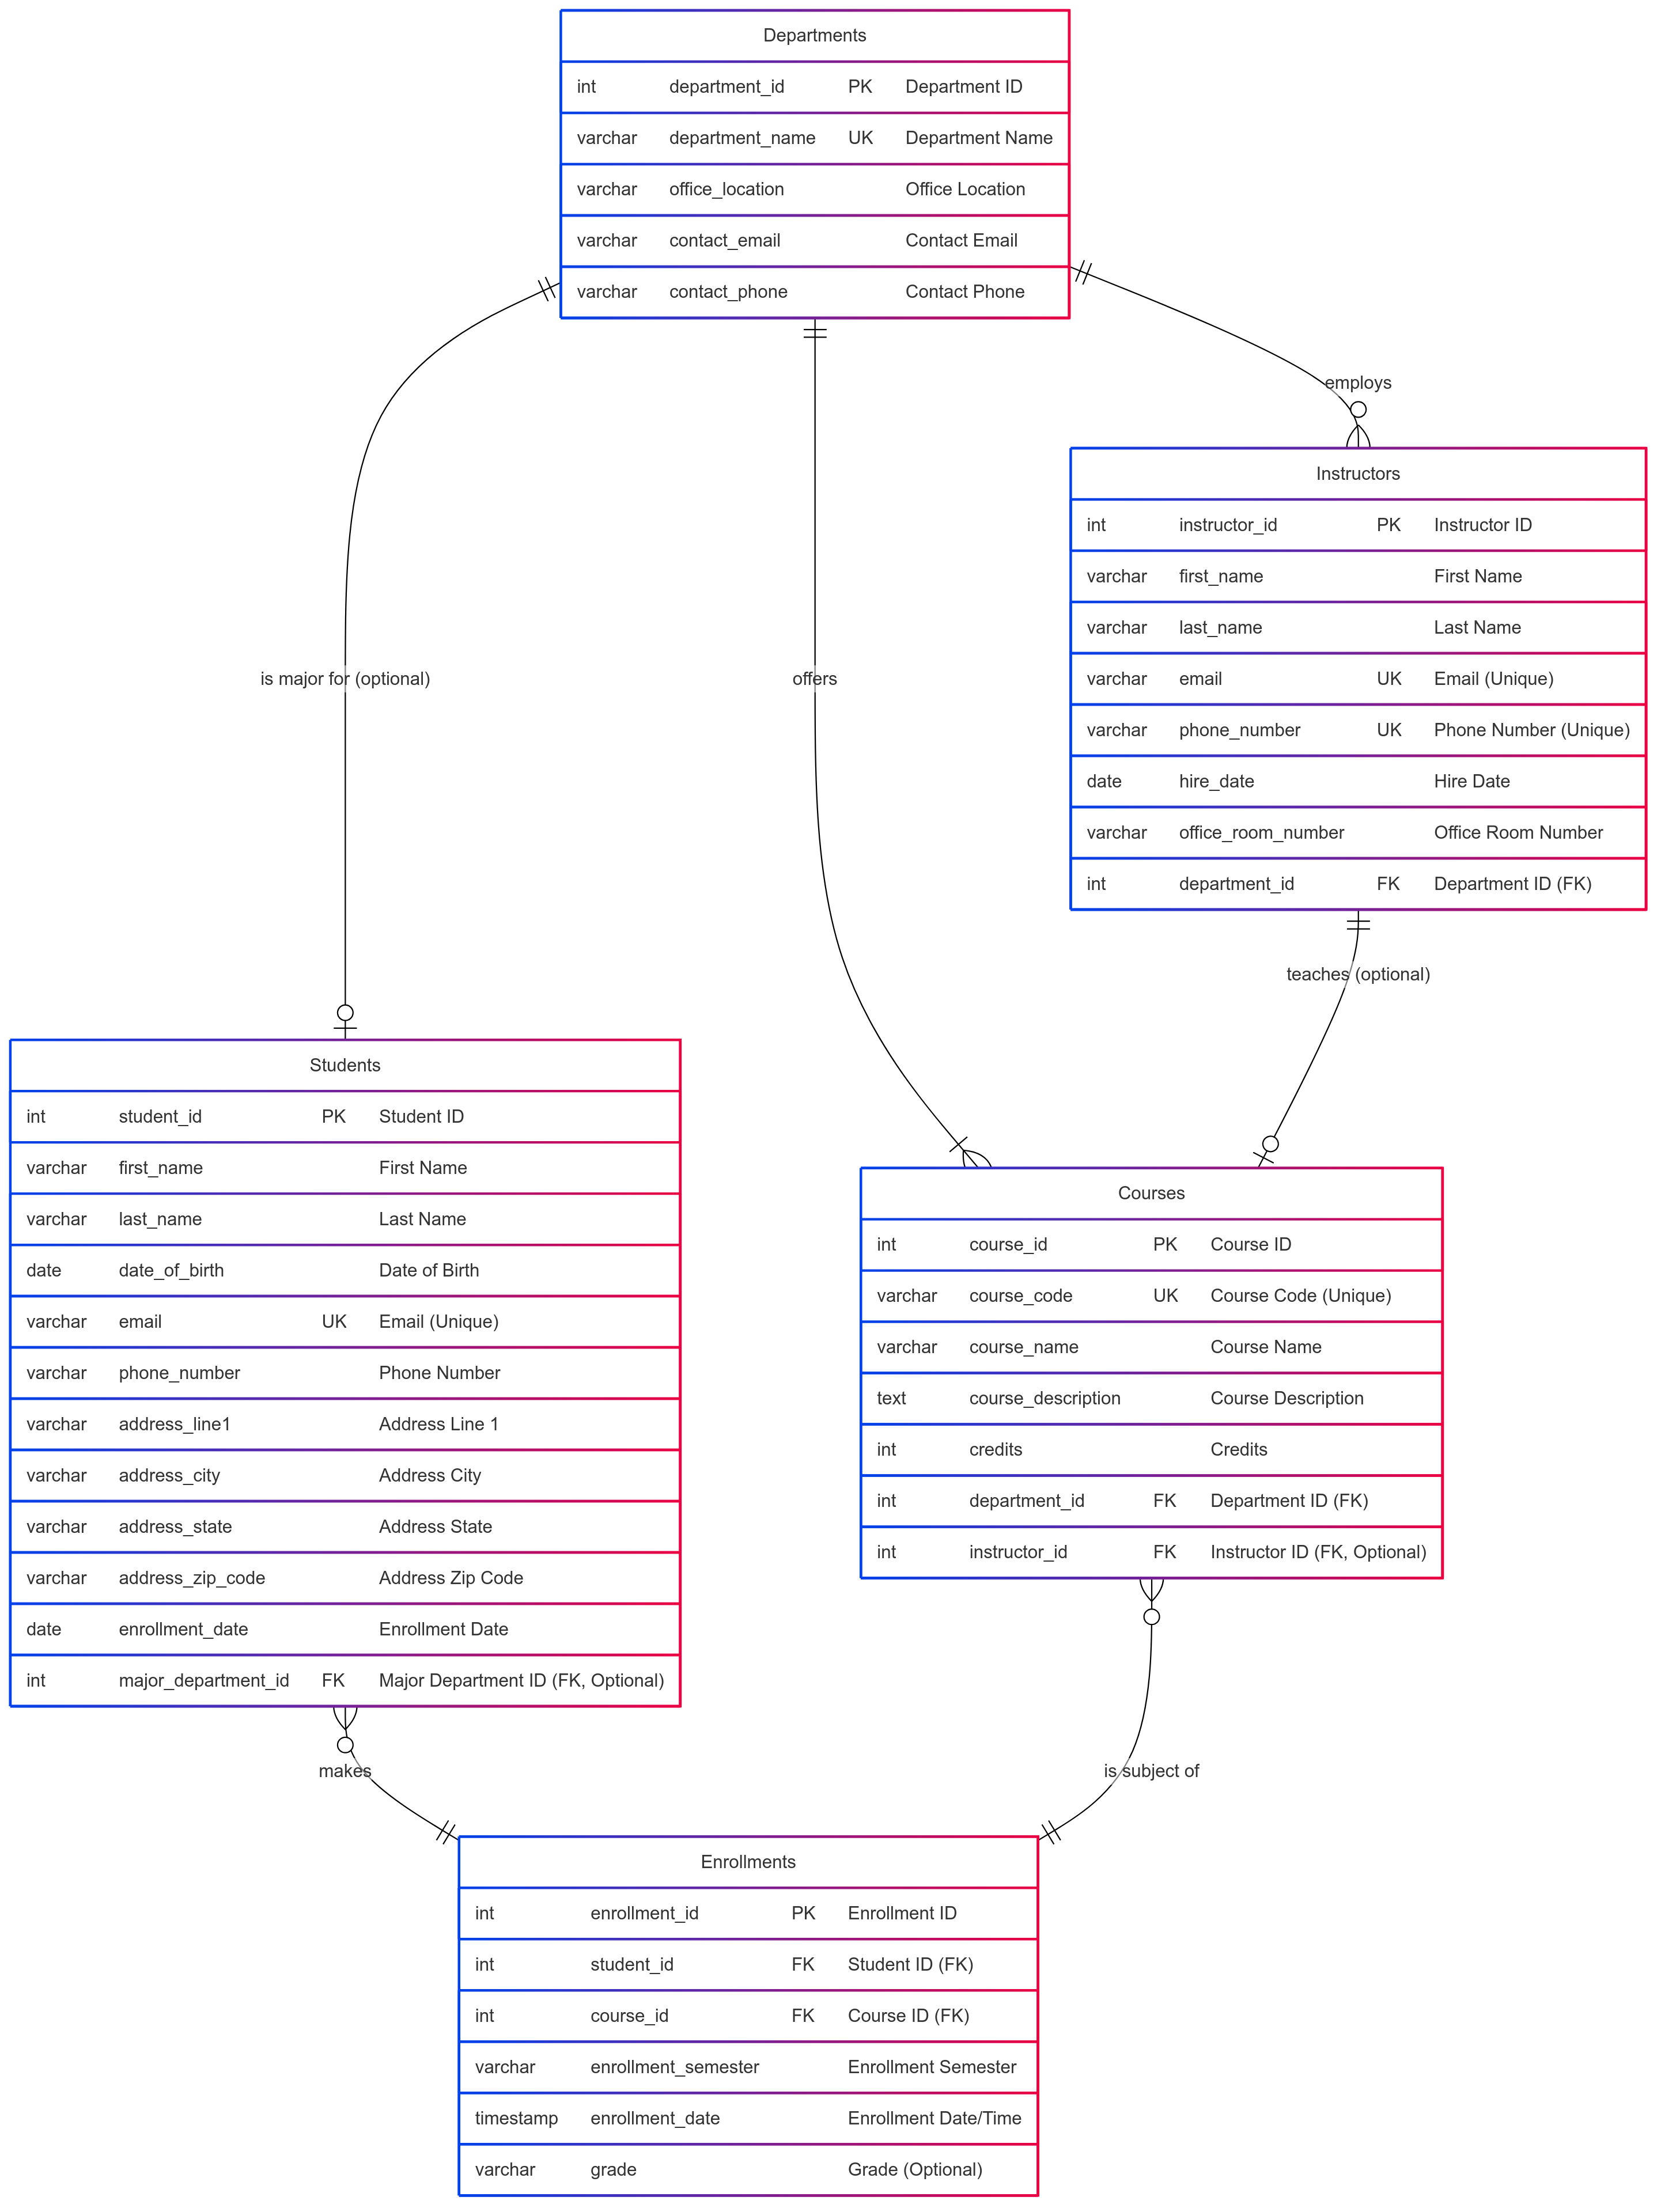 Departments
int department_id PK Department ID
varchar department_name UK Department Name
varchar office_location Office Location
varchar contact_email Contact Email
varchar contact_phone Contact Phone
employs
Instructors
int instructor_id PK Instructor ID
varchar first_name First Name
varchar last_name Last Name
varchar email UK Email (Unique)
varchar phone_number UK Phone Number (Unique)
date hire_date Hire Date
varchar office_room_number Office Room Number
int department_id FK Department ID (FK)
is major for (optional)
offers
teaches (optional)
Students
int student_id PK Student ID
varchar first_name First Name
varchar last_name Last Name
date date_of_birth Date of Birth
varchar email UK Email (Unique)
varchar phone_number Phone Number
varchar address_line1 Address Line 1
varchar address_city Address City
varchar address_state Address State
varchar address_zip_code Address Zip Code
date enrollment_date Enrollment Date
int major_department_id FK Major Department ID (FK, Optional)
Courses
int course_id PK Course ID
varchar course_code UK Course Code (Unique)
varchar course_name Course Name
text course_description Course Description
int credits Credits
int department_id FK Department ID (FK)
int instructor_id FK Instructor ID (FK, Optional)
makes
is subject of
Enrollments
int enrollment_id PK Enrollment ID
int student_id FK Student ID (FK)
int course_id FK Course ID (FK)
varchar enrollment_semester Enrollment Semester
timestamp enrollment_date Enrollment Date/Time
varchar grade Grade (Optional)